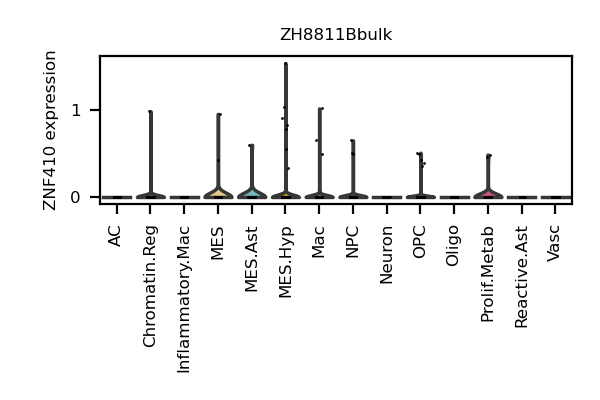 ZH8811Bbulk
ZNF410 expression
1
0
AC
Chromatin.Reg
Inflammatory.Mac
MES
MES.Ast
MES.Hyp
Mac
NPC
Neuron
OPC
Oligo
Prolif.Metab
Reactive.Ast
Vasc